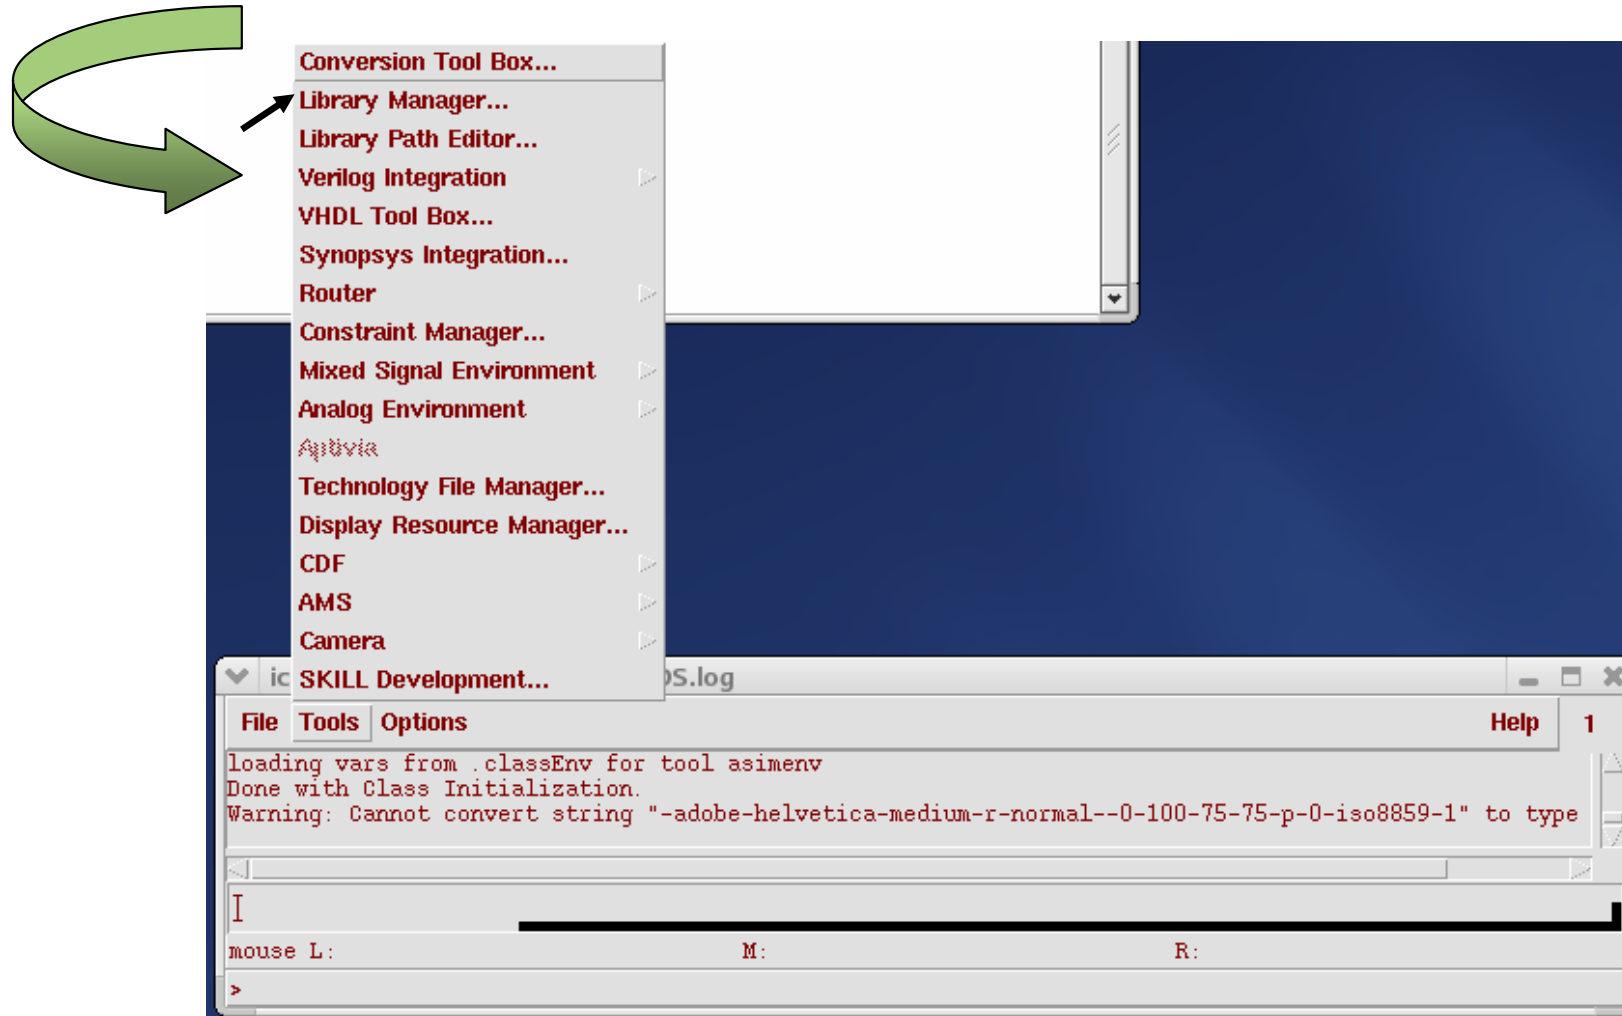 Conversion Tool Box...
Library Manager...
Library Path Editor...
Verilog Integration
VHDL Tool Box...
Synopsys Integration...
Router
Constraint Manager...
Mixed Signal Environment
Analog Environment
Aptivia
Technology File Manager...
Display Resource Manager...
CDF
AMS
Camera
SKILL Development...
ic DS.log
File Tools Options Help 1
loading vars from .classEnv for tool asimenv
Done with Class Initialization.
Warning: Cannot convert string "-adobe-helvetica-medium-r-normal--0-100-75-75-p-0-iso8859-1" to type
mouse L: M: R:
>